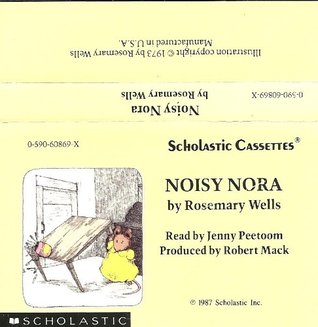 Illustration copyright © 1973 by Rosemary Wells
Manufactured in U.S.A.
Noisy Nora
by Rosemary Wells
0-590-60869-X
0-590-60869-X
Scholastic Cassettes®
NOISY NORA
by Rosemary Wells
Read by Jenny Peetoom
Produced by Robert Mack
SCHOLASTIC
© 1987 Scholastic Inc.